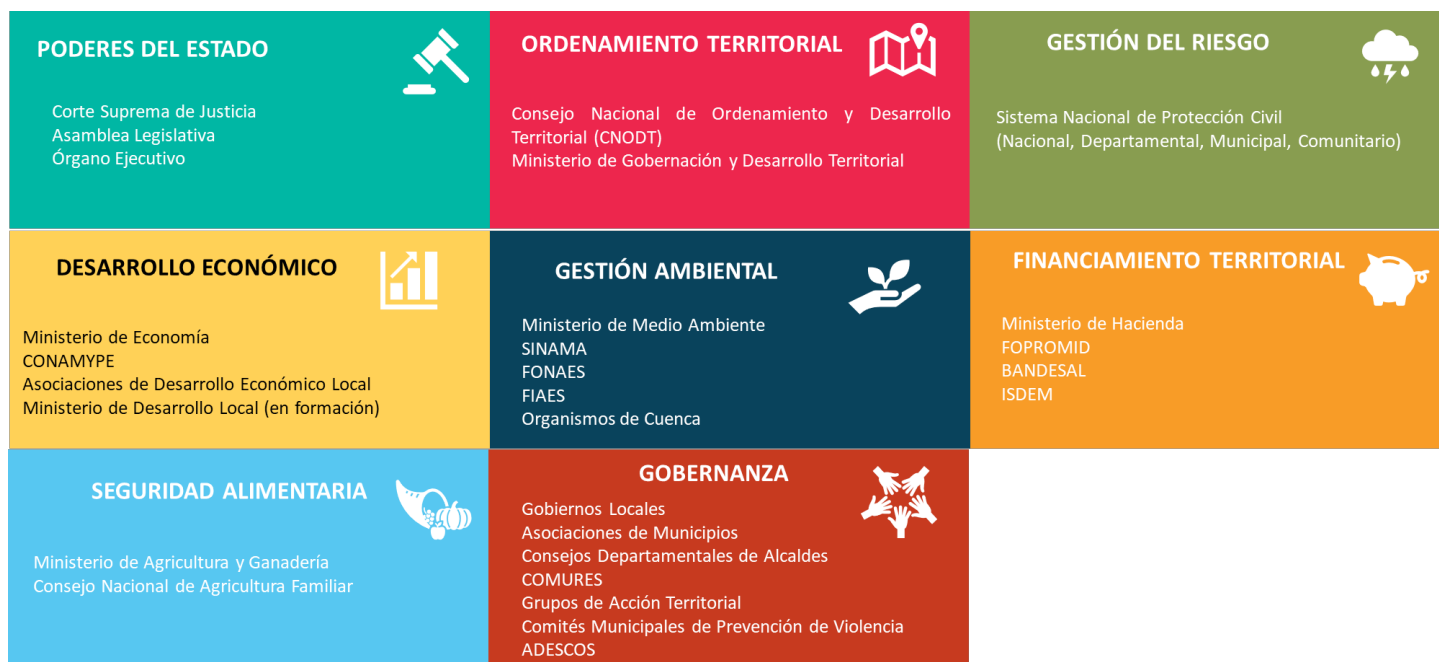 PODERES DEL ESTADO
Corte Suprema de Justicia
Asamblea Legislativa
Órgano Ejecutivo
ORDENAMIENTO TERRITORIAL
Consejo Nacional de Ordenamiento y Desarrollo
Territorial (CNODT)
Ministerio de Gobernación y Desarrollo Territorial
GESTIÓN DEL RIESGO
Sistema Nacional de Protección Civil
(Nacional, Departamental, Municipal, Comunitario)
DESARROLLO ECONÓMICO
Ministerio de Economía
CONAMYPE
Asociaciones de Desarrollo Económico Local
Ministerio de Desarrollo Local (en formación)
GESTIÓN AMBIENTAL
Ministerio de Medio Ambiente
SINAMA
FONAES
FIAES
Organismos de Cuenca
FINANCIAMIENTO TERRITORIAL
Ministerio de Hacienda
FOPROMID
BANDESAL
ISDEM
SEGURIDAD ALIMENTARIA
Ministerio de Agricultura y Ganadería
Consejo Nacional de Agricultura Familiar
GOBERNANZA
Gobiernos Locales
Asociaciones de Municipios
Consejos Departamentales de Alcaldes
COMURES
Grupos de Acción Territorial
Comités Municipales de Prevención de Violencia
ADESCOS